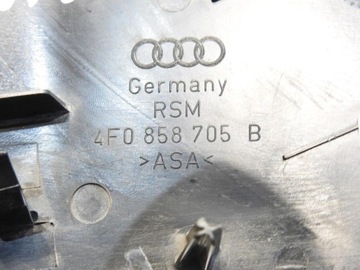 Germany
RSM
4F0 858 705 B
>ASA<